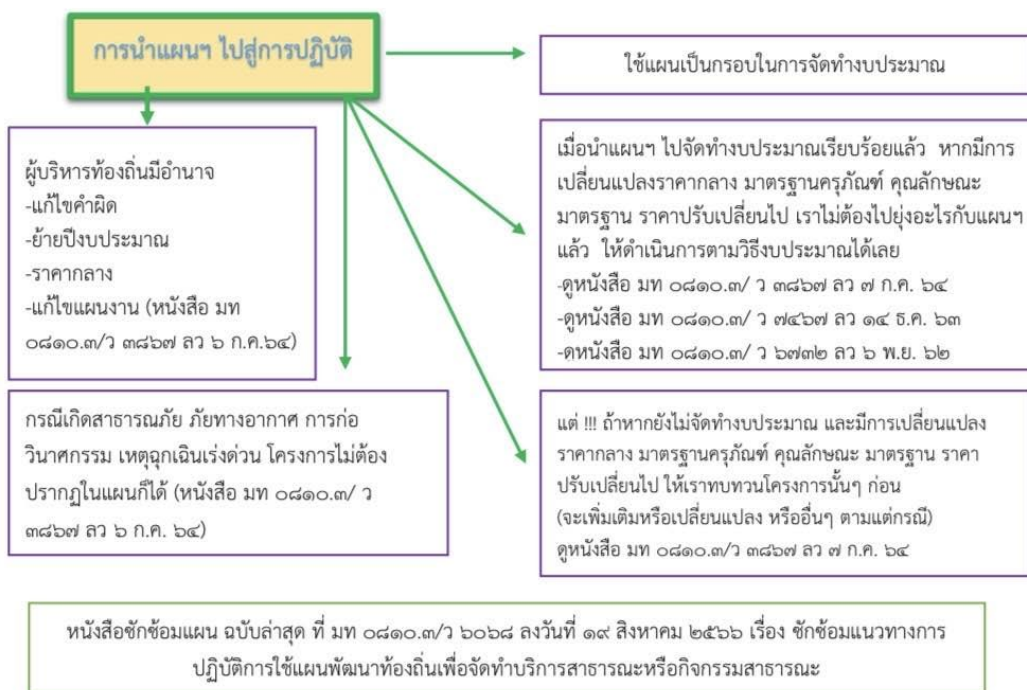 การนำแผนฯ ไปสู่การปฏิบัติ
ใช้แผนเป็นกรอบในการจัดทำงบประมาณ
ผู้บริหารท้องถิ่นมีอำนาจ
-แก้ไขคำผิด
-ย้ายปีงบประมาณ
-ราคากลาง
-แก้ไขแผนงาน (หนังสือ มท
๐๘๑๐.๓/ว ๓๘๖๗ ลว ๖ ก.ค.๖๔)
เมื่อนำแผนฯ ไปจัดทำงบประมาณเรียบร้อยแล้ว หากมีการ
เปลี่ยนแปลงราคากลาง มาตรฐานครุภัณฑ์ คุณลักษณะ
มาตรฐาน ราคาปรับเปลี่ยนไป เราไม่ต้องไปยุ่งอะไรกับแผนฯ
แล้ว ให้ดำเนินการตามวิธีงบประมาณได้เลย
-ดูหนังสือ มท ๐๘๑๐.๓/ ว ๓๘๖๗ ลว ๗ ก.ค. ๖๔
-ดูหนังสือ มท ๐๘๑๐.๓/ ว ๗๔๖๗ ลว ๑๔ ธ.ค. ๖๓
-ดูหนังสือ มท ๐๘๑๐.๓/ ว ๖๗๓๒ ลว ๖ พ.ย. ๖๒
กรณีเกิดสาธารณภัย ภัยทางอากาศ การก่อ
วินาศกรรม เหตุฉุกเฉินเร่งด่วน โครงการไม่ต้อง
ปรากฏในแผนก็ได้ (หนังสือ มท ๐๘๑๐.๓/ ว
๓๘๖๗ ลว ๖ ก.ค. ๖๔)
แต่ !!! ถ้าหากยังไม่จัดทำงบประมาณ และมีการเปลี่ยนแปลง
ราคากลาง มาตรฐานครุภัณฑ์ คุณลักษณะ มาตรฐาน ราคา
ปรับเปลี่ยนไป ให้เราทบทวนโครงการนั้นๆ ก่อน
(จะเพิ่มเติมหรือเปลี่ยนแปลง หรืออื่นๆ ตามแต่กรณี)
ดูหนังสือ มท ๐๘๑๐.๓/ว ๓๘๖๗ ลว ๗ ก.ค. ๖๔
หนังสือซักซ้อมแผน ฉบับล่าสุด ที่ มท ๐๘๑๐.๓/ว ๖๐๖๘ ลงวันที่ ๑๙ สิงหาคม ๒๕๖๖ เรื่อง ซักซ้อมแนวทางการ
ปฏิบัติการใช้แผนพัฒนาท้องถิ่นเพื่อจัดทำบริการสาธารณะหรือกิจกรรมสาธารณะ